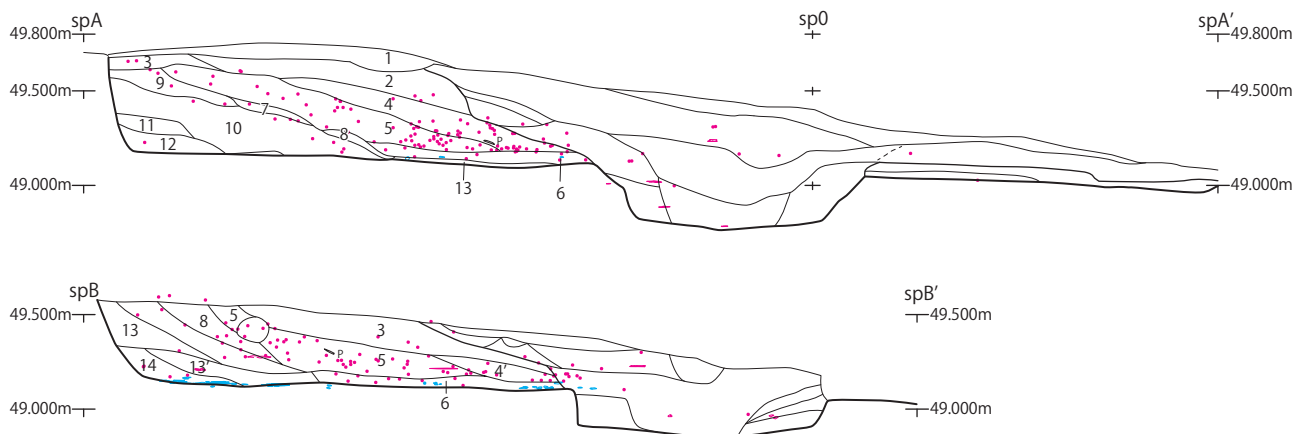 spA sp0 spA′
49.800m 49.800m
1
3
9 2
49.500m 49.500m
7 4
11 10 8 5 P
12
49.000m 13 6 49.000m
spB spB′
49.500m 5 49.500m
13 8 3
P
14 13′ 5 4′
49.000m 6 49.000m